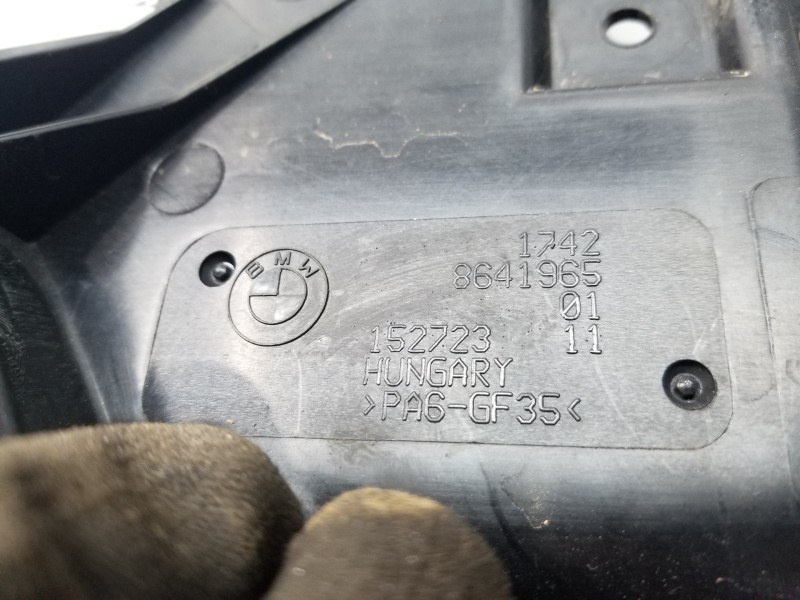 BMW
1742
8641965
01
152723 11
HUNGARY
>PA6-GF35<